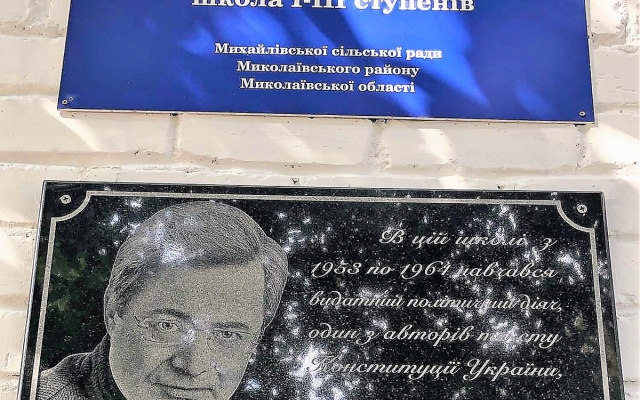 школа І-ІІІ ступенів
Михайлівської сільської ради
Миколаївського району
Миколаївської області
В цій школі з
1953 по 1964 навчався
видатний політичний діяч,
один з авторів тексту
Конституції України,